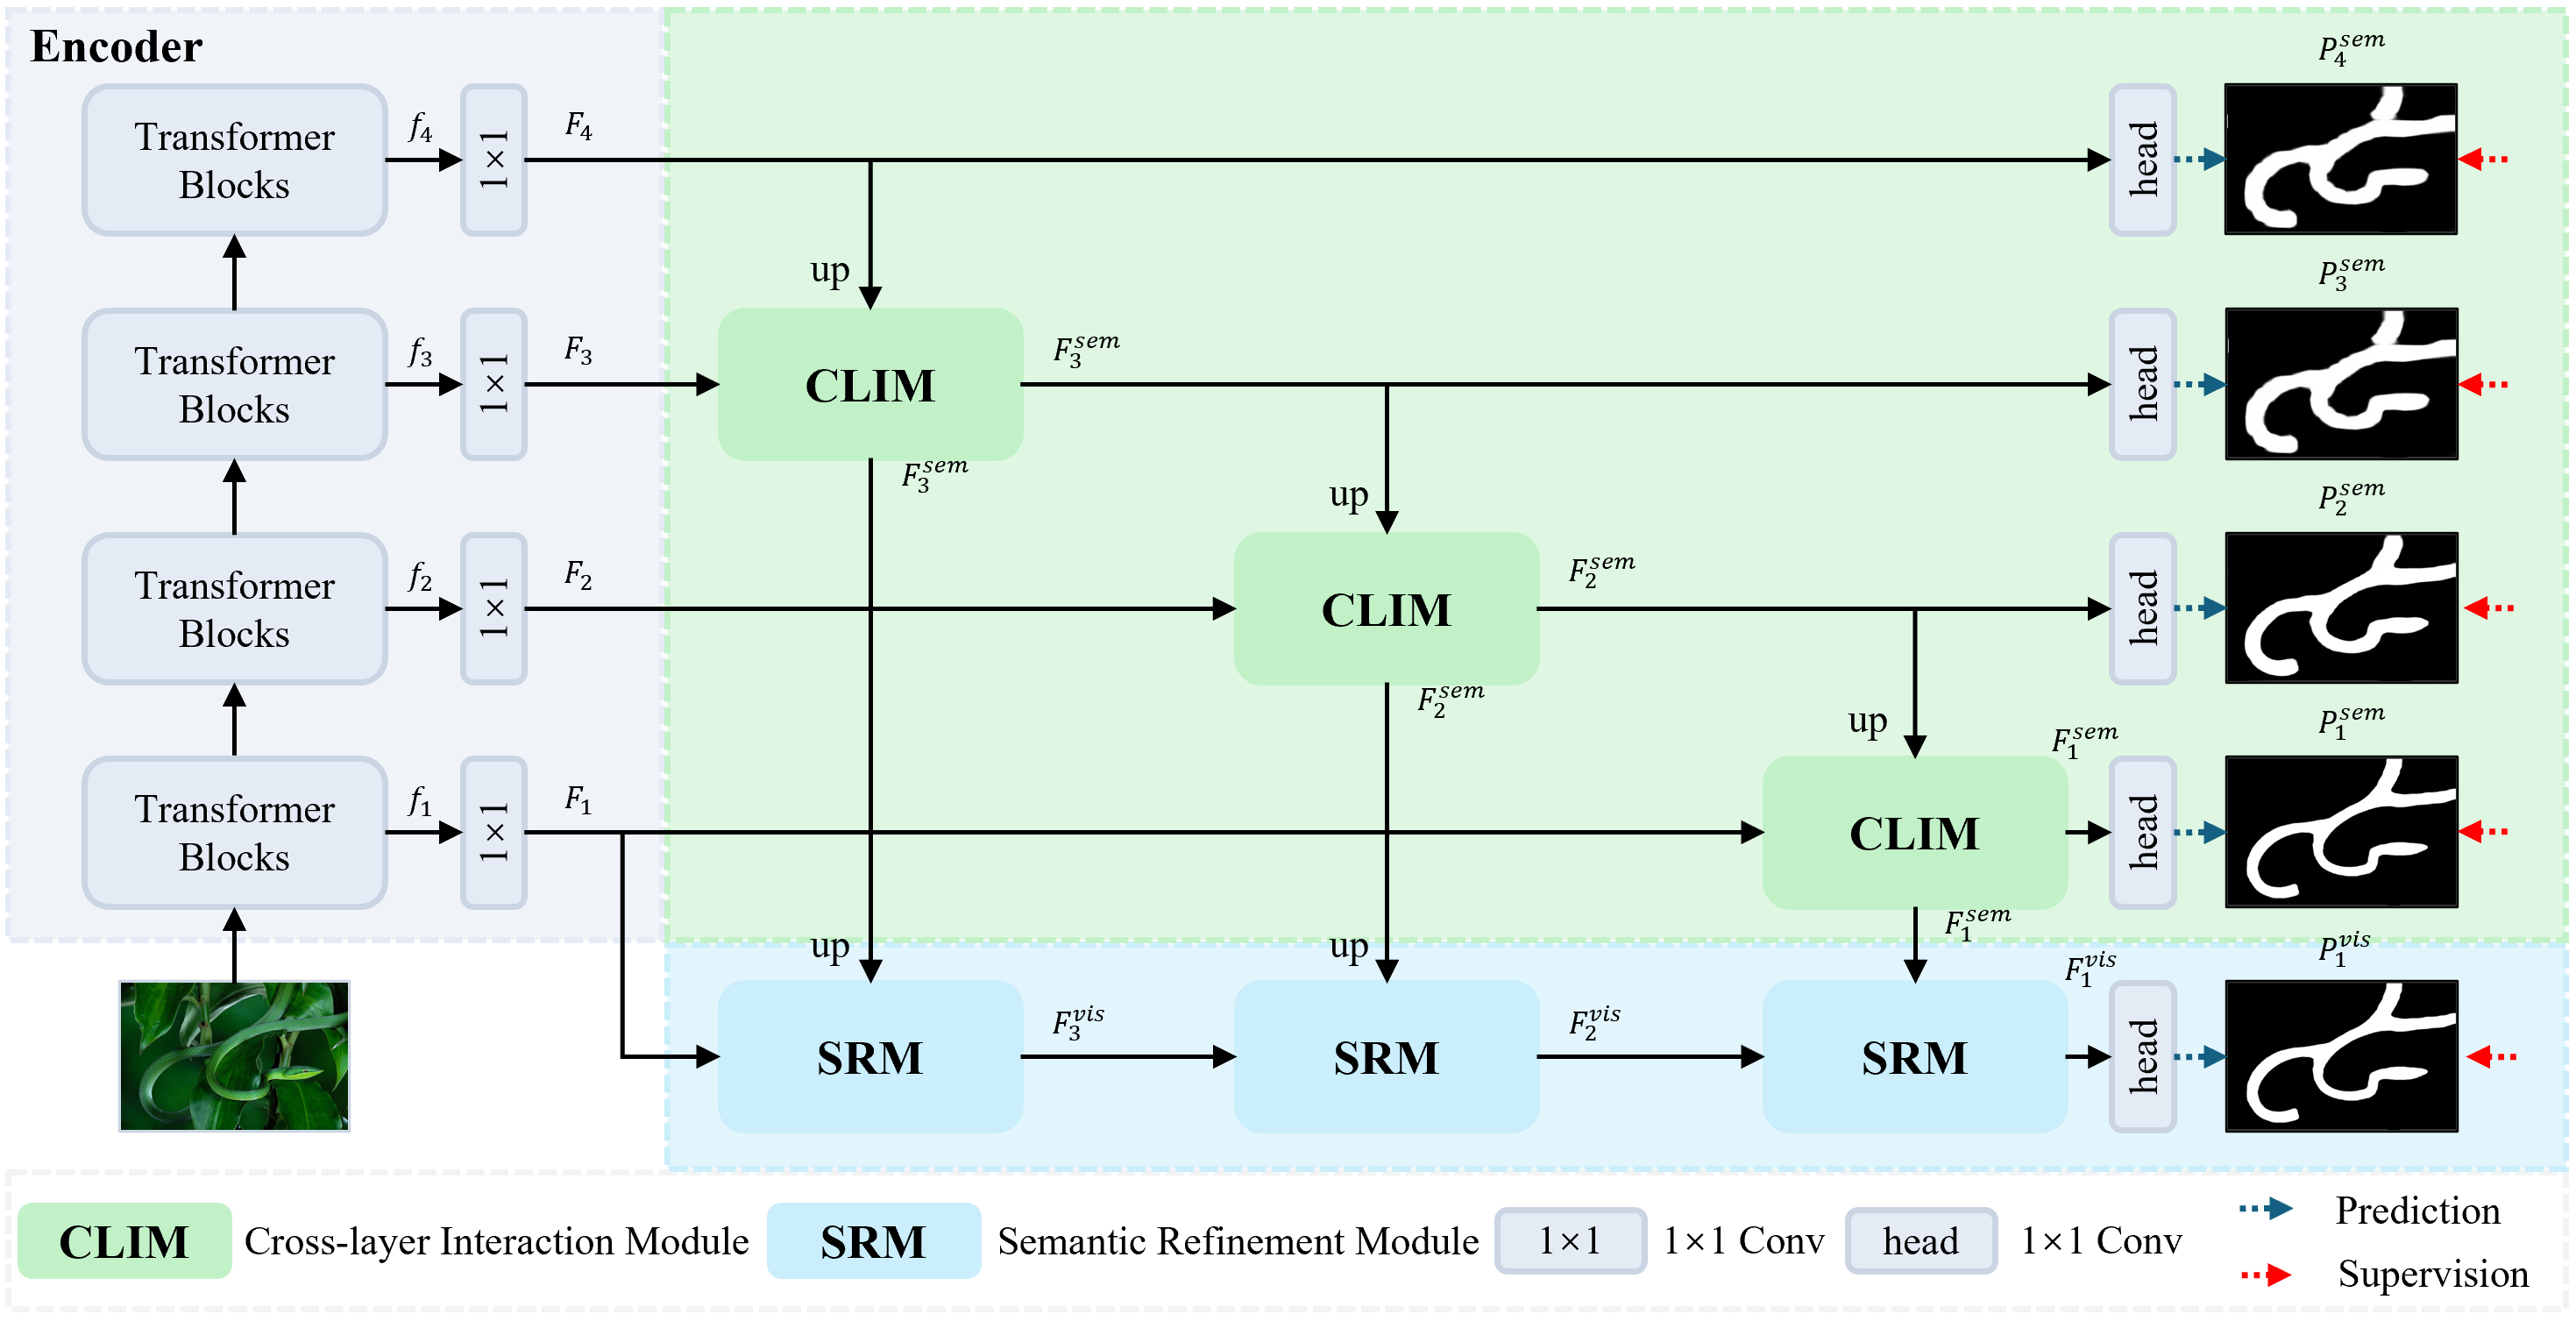 Encoder
P_4^{sem}
Transformer
Blocks
f_4
1×1
F_4
head
up
P_3^{sem}
Transformer
Blocks
f_3
1×1
F_3
CLIM
F_3^{sem}
head
F_3^{sem}
up
P_2^{sem}
Transformer
Blocks
f_2
1×1
F_2
CLIM
F_2^{sem}
head
F_2^{sem}
up
P_1^{sem}
Transformer
Blocks
f_1
1×1
F_1
CLIM
F_1^{sem}
head
F_1^{sem}
up
up
P_1^{vis}
SRM
F_3^{vis}
SRM
F_2^{vis}
SRM
F_1^{vis}
head
CLIM Cross-layer Interaction Module
SRM Semantic Refinement Module
1×1 1×1 Conv
head 1×1 Conv
Prediction
Supervision